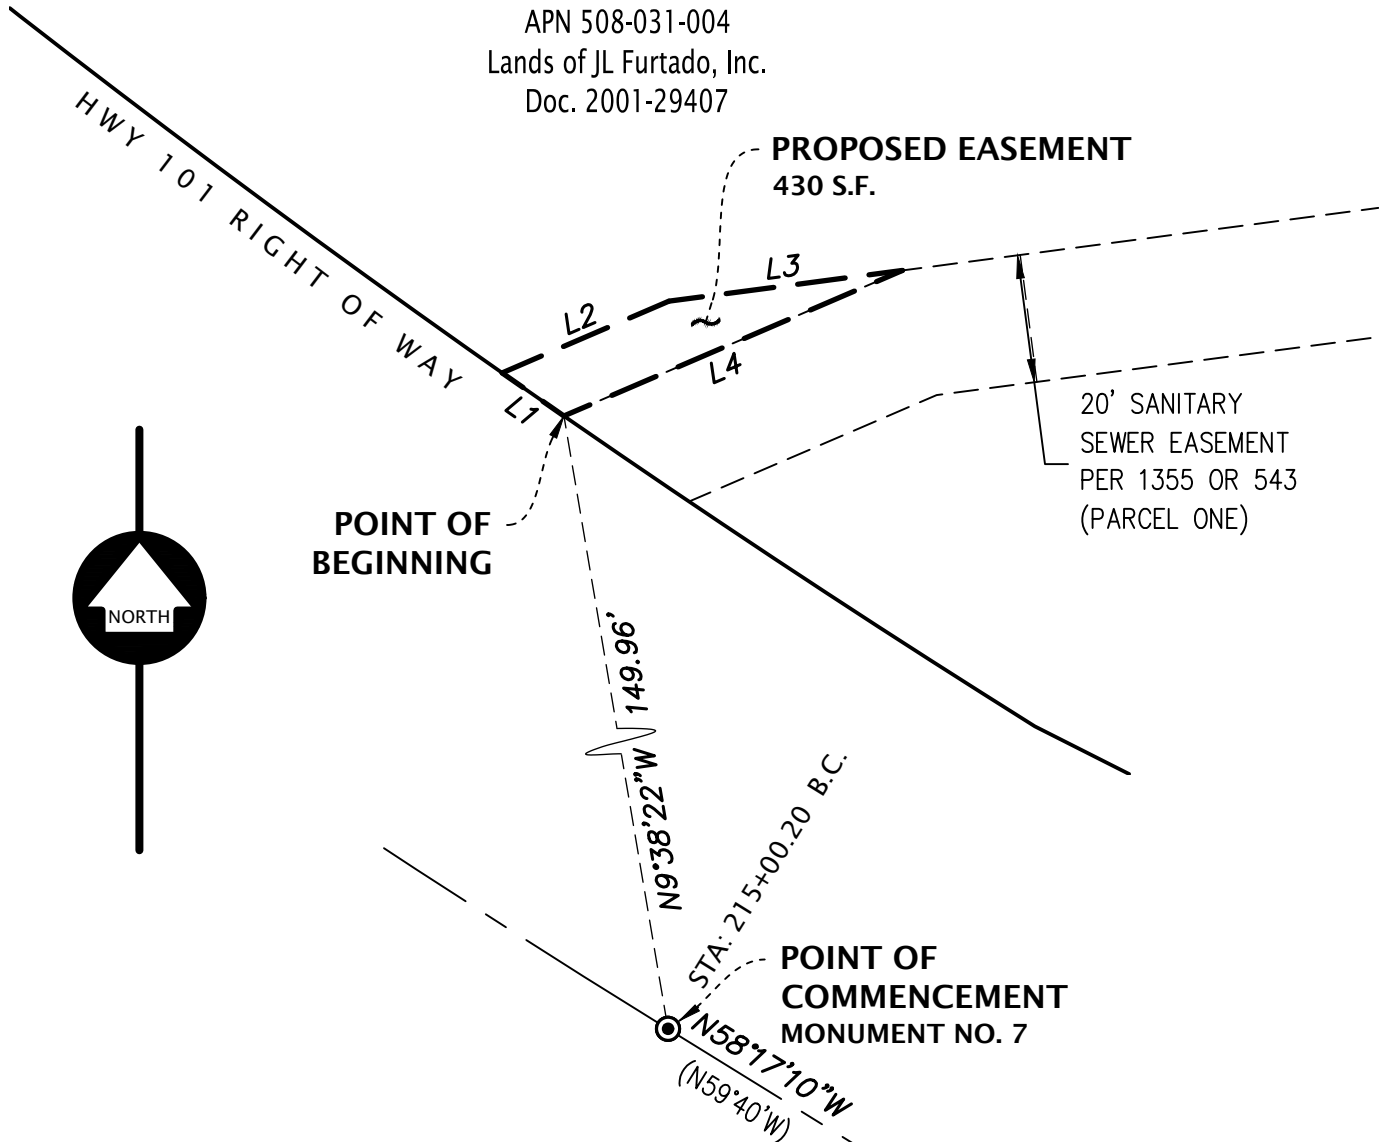 APN 508-031-004
Lands of JL Furtado, Inc.
Doc. 2001-29407
HWY 101 RIGHT OF WAY
PROPOSED EASEMENT
430 S.F.
L3
L2
L4
L1
20' SANITARY
SEWER EASEMENT
PER 1355 OR 543
(PARCEL ONE)
POINT OF
BEGINNING
NORTH
N9°38'22"W 149.96'
STA: 215+00.20 B.C.
POINT OF
COMMENCEMENT
MONUMENT NO. 7
N58°17'10"W
(N59°40'W)